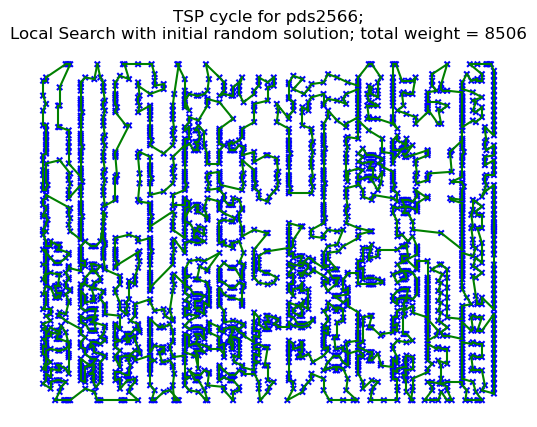 TSP cycle for pds2566;
Local Search with initial random solution; total weight = 8506